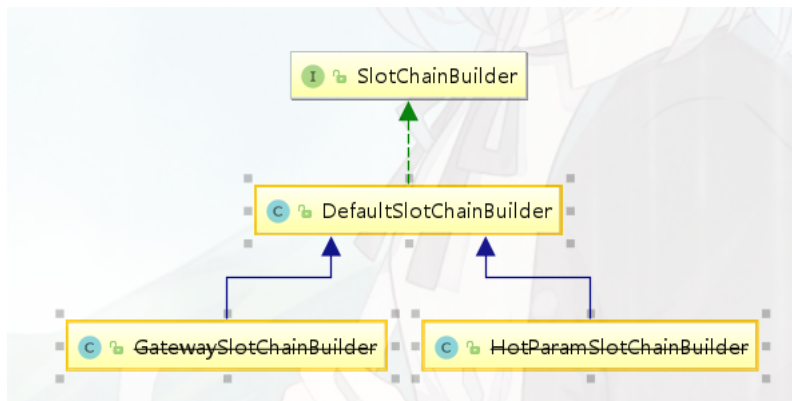 I SlotChainBuilder
C DefaultSlotChainBuilder
C GatewaySlotChainBuilder
C HotParamSlotChainBuilder